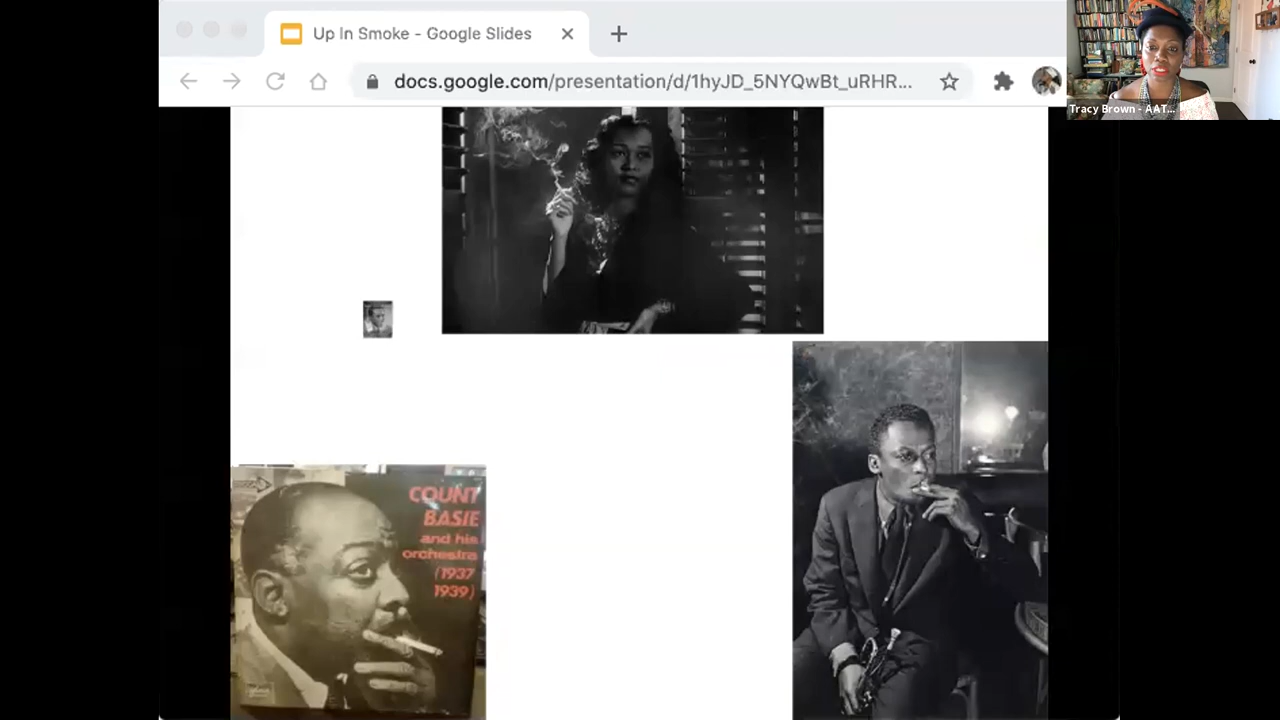 Up In Smoke - Google Slides
docs.google.com/presentation/d/1hyJD_5NYQwBt_uRHR...
Tracy Brown - AAT...
COUNT
BASIE
and his
orchestra
(1937
1939)